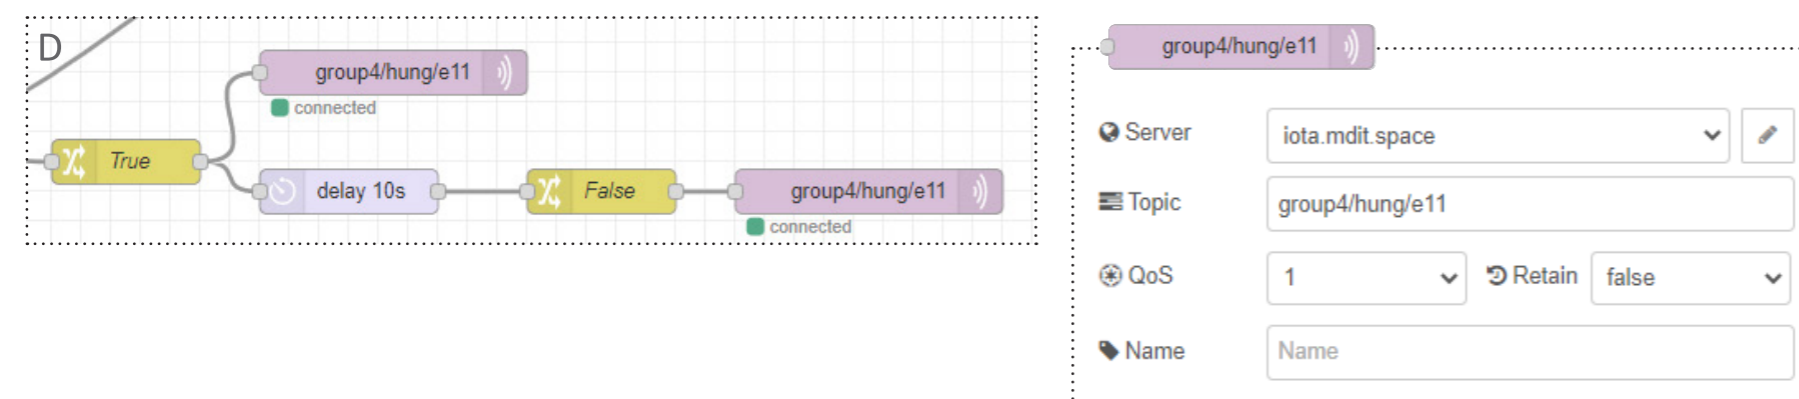 D
group4/hung/e11
connected
True
delay 10s
False
group4/hung/e11
connected
group4/hung/e11
Server
iota.mdit.space
Topic
group4/hung/e11
QoS
1
Retain
false
Name
Name